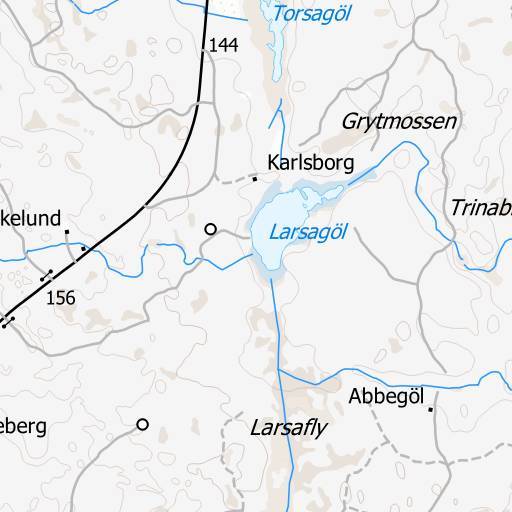 Torsagöl
144
Grytmossen
Karlsborg
kelund
Larsagöl
Trinab
156
Abbegöl
eberg
Larsafly